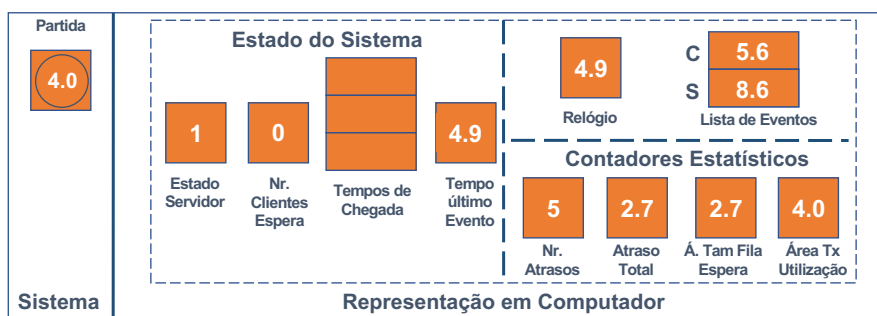 Partida
4.0
Sistema
Estado do Sistema
1
Estado
Servidor
0
Nr.
Clientes
Espera
Tempos de
Chegada
4.9
Tempo
último
Evento
4.9
Relógio
C 5.6
S 8.6
Lista de Eventos
Contadores Estatísticos
5
Nr.
Atrasos
2.7
Atraso
Total
2.7
Á. Tam Fila
Espera
4.0
Área Tx
Utilização
Representação em Computador